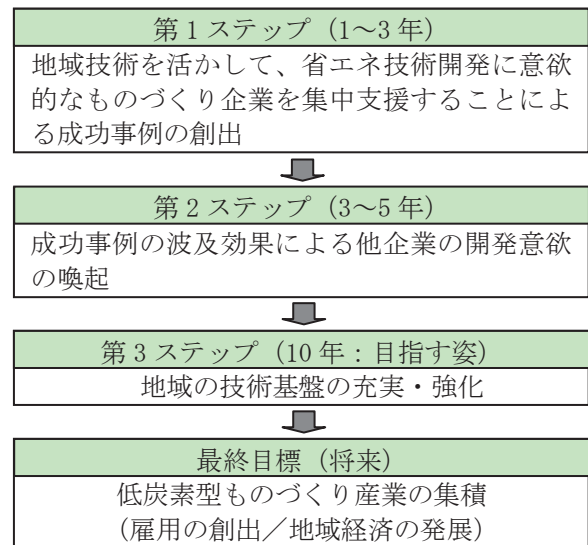 第1ステップ（1～3年）
地域技術を活かして、省エネ技術開発に意欲
的なものづくり企業を集中支援することによ
る成功事例の創出
第2ステップ（3～5年）
成功事例の波及効果による他企業の開発意欲
の喚起
第3ステップ（10年：目指す姿）
地域の技術基盤の充実・強化
最終目標（将来）
低炭素型ものづくり産業の集積
（雇用の創出／地域経済の発展）